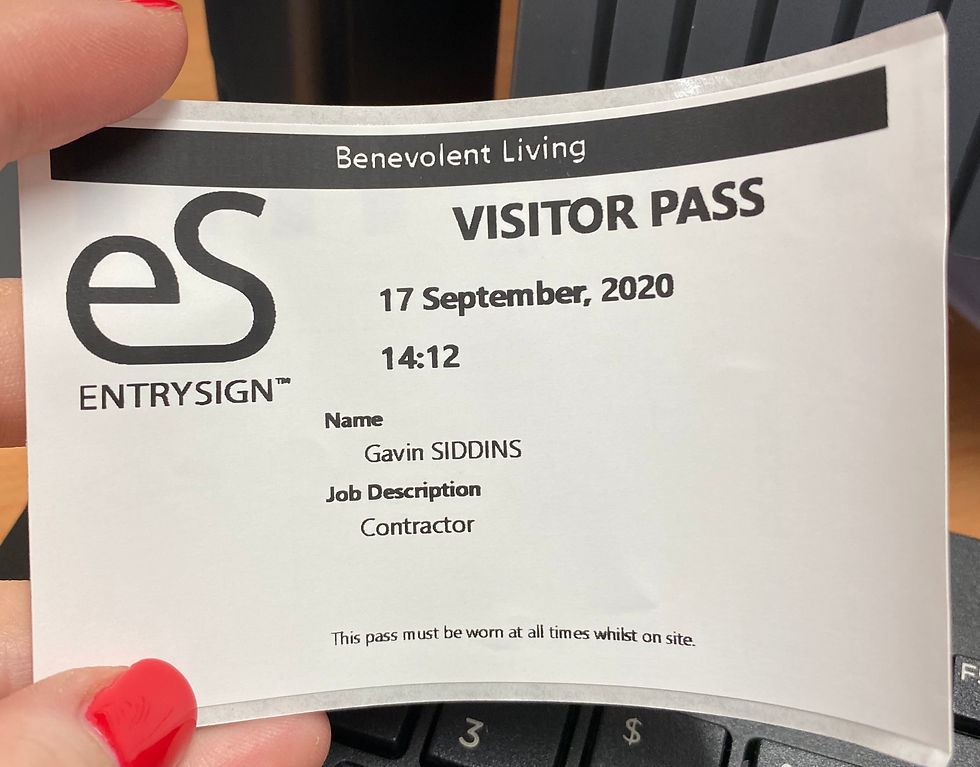 Benevolent Living
eS
VISITOR PASS
17 September, 2020
14:12
ENTRYSIGN™
Name
Gavin SIDDINS
Job Description
Contractor
This pass must be worn at all times whilst on site.
F
3
$